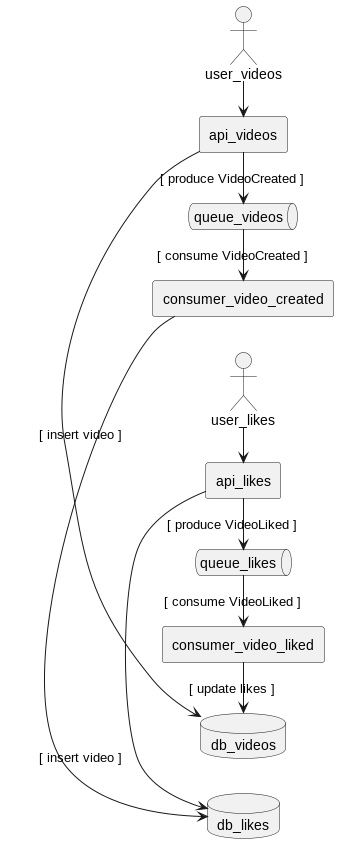 user_videos
api_videos
[ produce VideoCreated ]
queue_videos
[ consume VideoCreated ]
consumer_video_created
user_likes
[ insert video ]
api_likes
[ produce VideoLiked ]
queue_likes
[ consume VideoLiked ]
consumer_video_liked
[ update likes ]
db_videos
[ insert video ]
db_likes